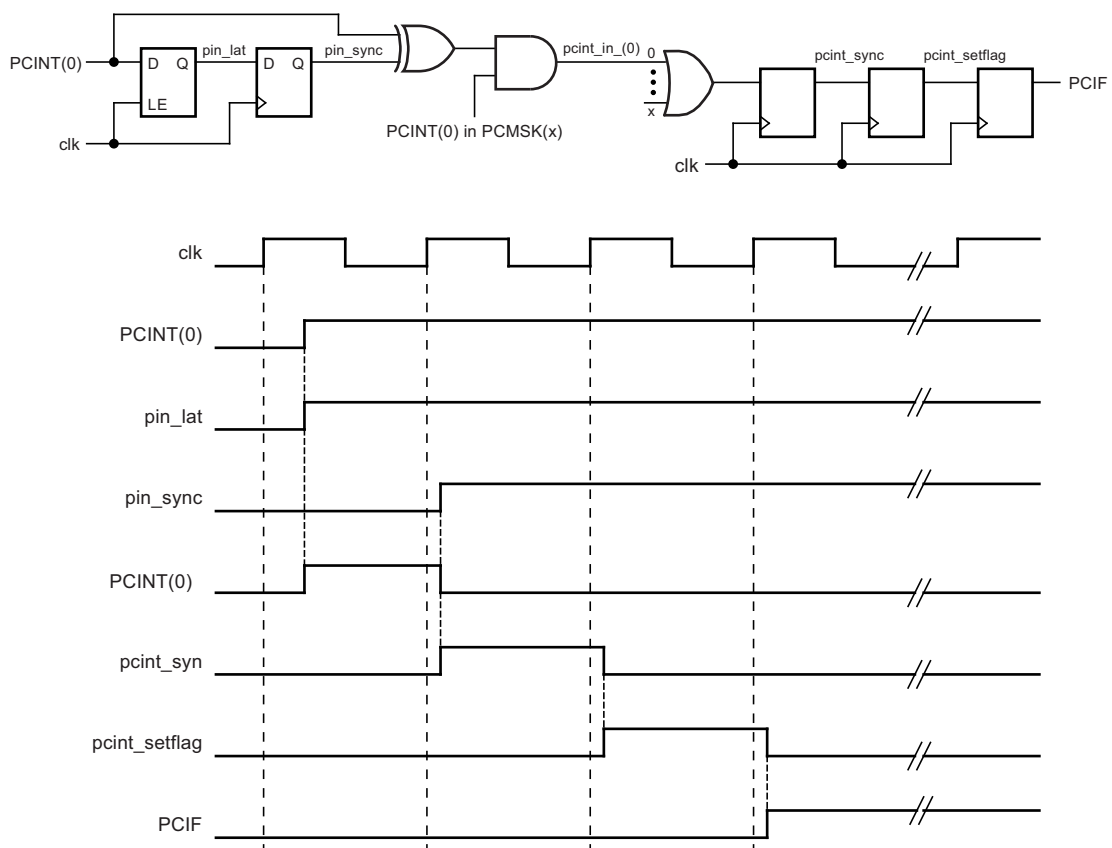 PCINT(0)
D Q
LE
pin_lat
D Q
pin_sync
clk
PCINT(0) in PCMSK(x)
pcint_in_(0)
0
x
pcint_sync
pcint_setflag
PCIF
clk
clk
PCINT(0)
pin_lat
pin_sync
PCINT(0)
pcint_syn
pcint_setflag
PCIF